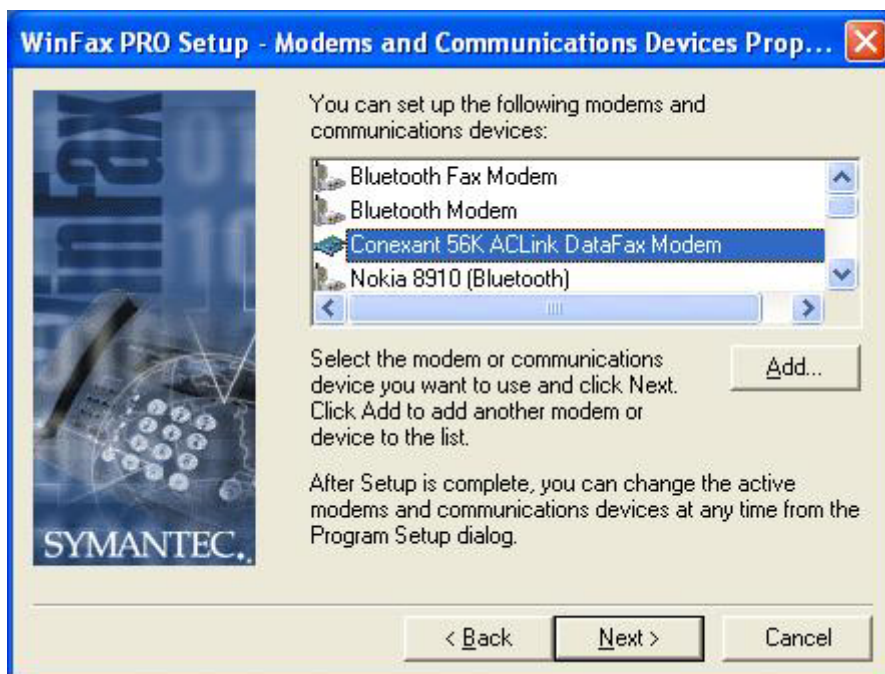 WinFax PRO Setup - Modems and Communications Devices Prop...
WinFax
You can set up the following modems and
communications devices:
Bluetooth Fax Modem
Bluetooth Modem
Conexant 56K ACLink DataFax Modem
Nokia 8910 (Bluetooth)
Select the modem or communications
device you want to use and click Next.
Click Add to add another modem or
device to the list.
Add...
After Setup is complete, you can change the active
modems and communications devices at any time from the
Program Setup dialog.
SYMANTEC.
< Back
Next >
Cancel